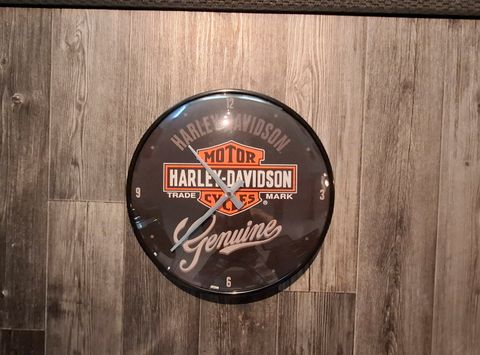 12
HARLEY-DAVIDSON
MOTOR
HARLEY-DAVIDSON
TRADE MARK
CYCLES ®
9 3
Genuine
6